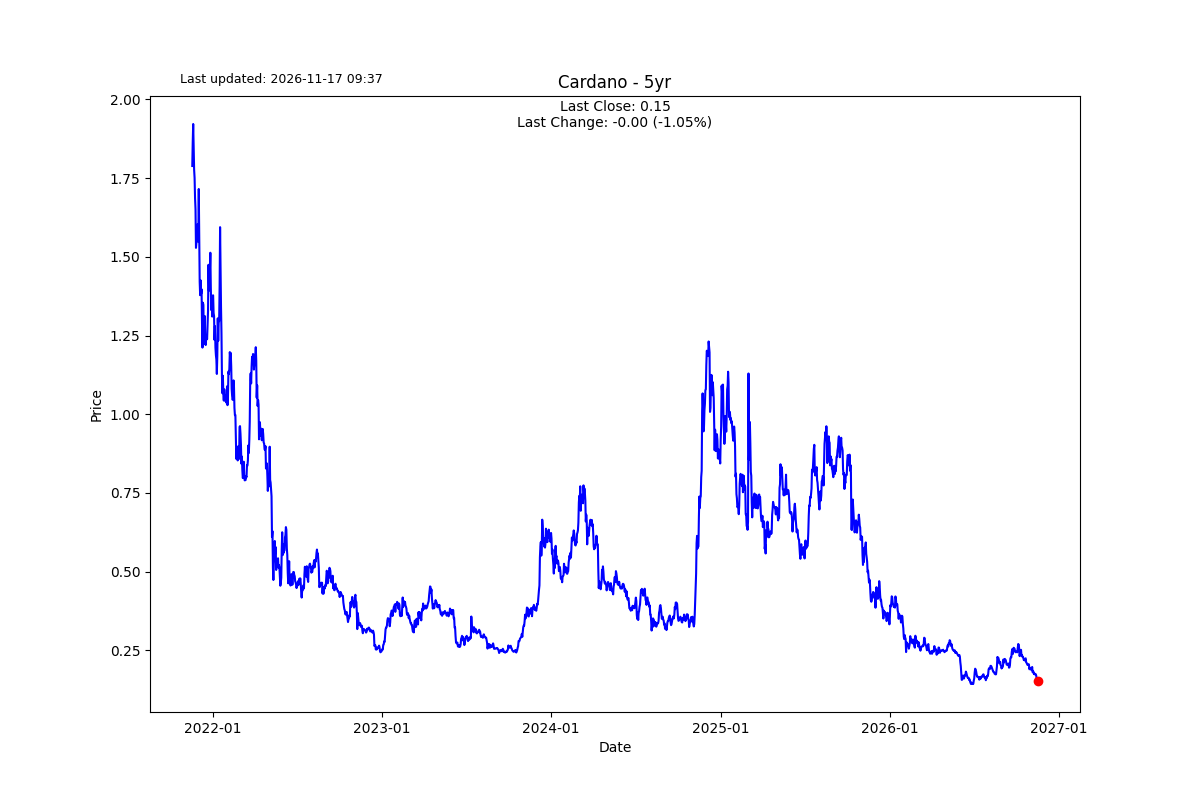 Last updated: 2026-11-17 09:37
Cardano - 5yr
Last Close: 0.15
Last Change: -0.00 (-1.05%)
2.00
1.75
1.50
1.25
1.00
0.75
0.50
0.25
Price
2022-01
2023-01
2024-01
2025-01
2026-01
2027-01
Date